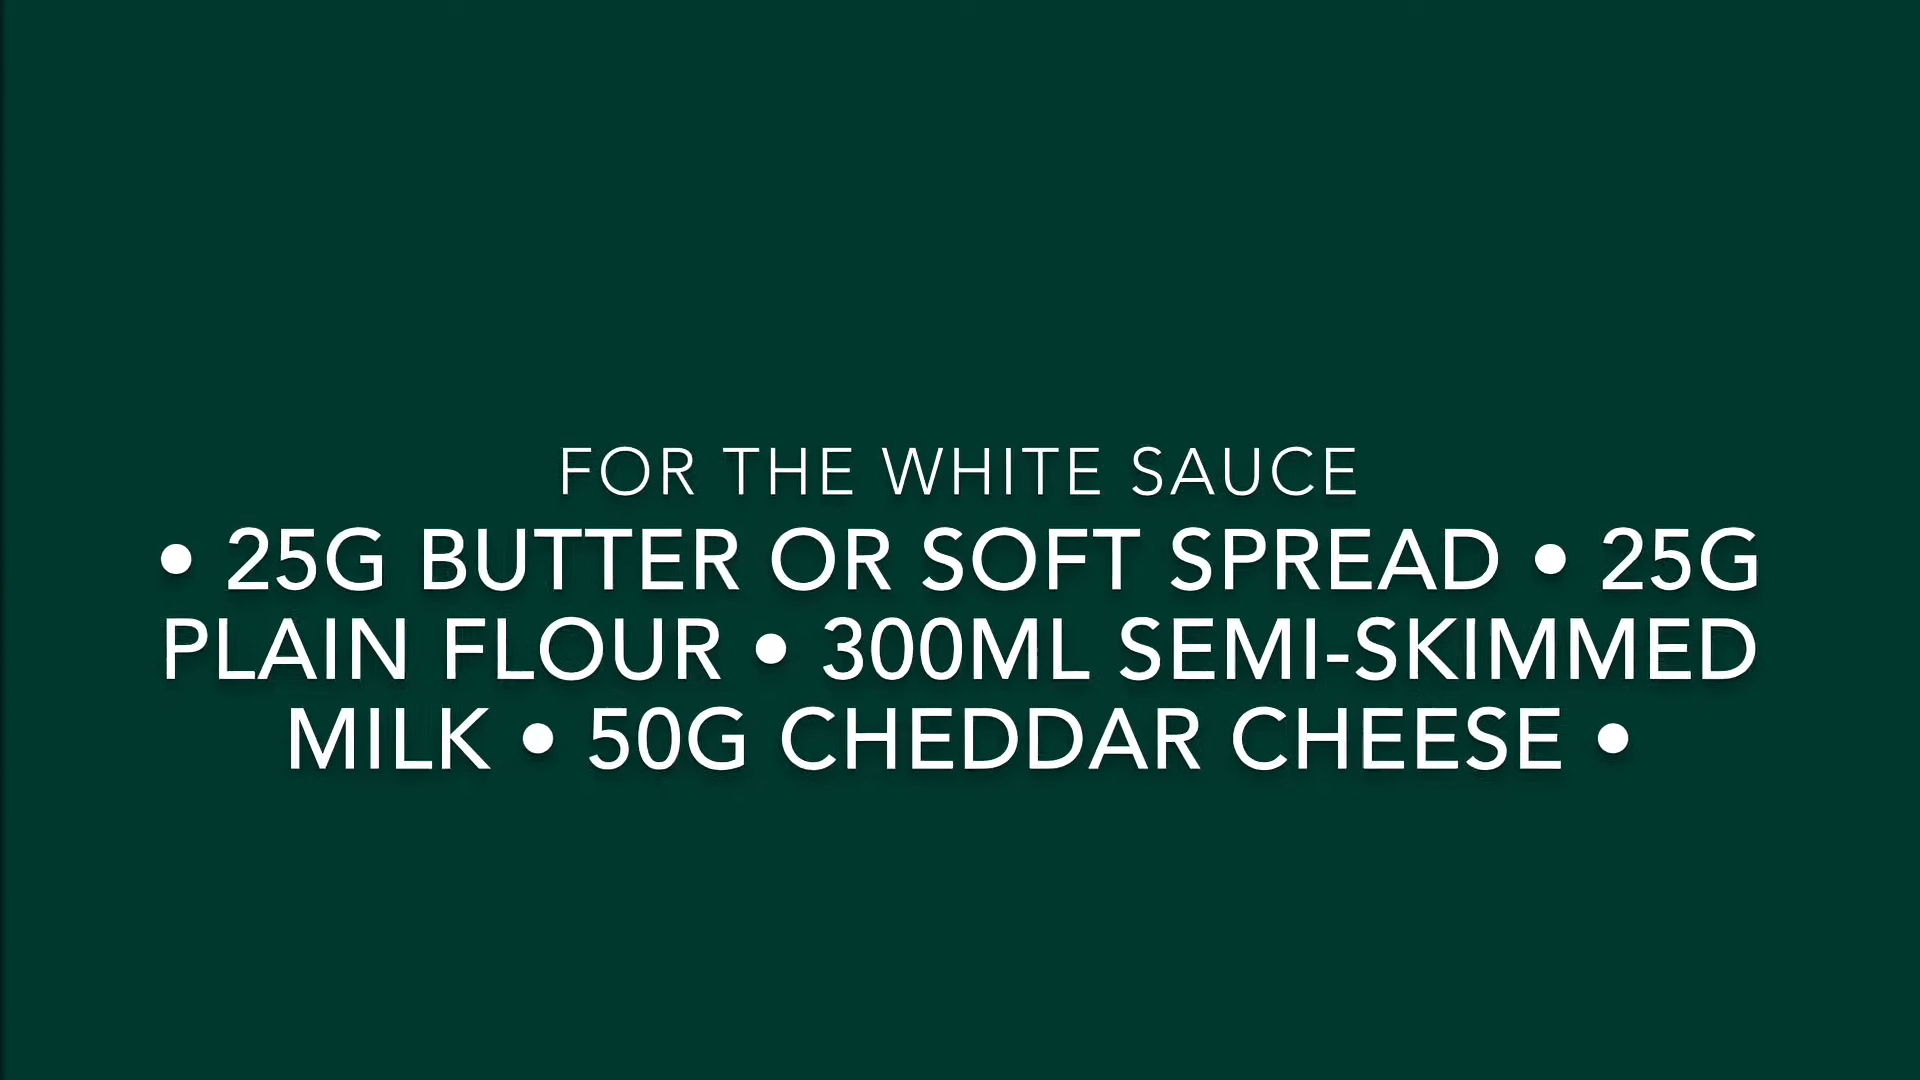 FOR THE WHITE SAUCE
• 25G BUTTER OR SOFT SPREAD • 25G
PLAIN FLOUR • 300ML SEMI-SKIMMED
MILK • 50G CHEDDAR CHEESE •